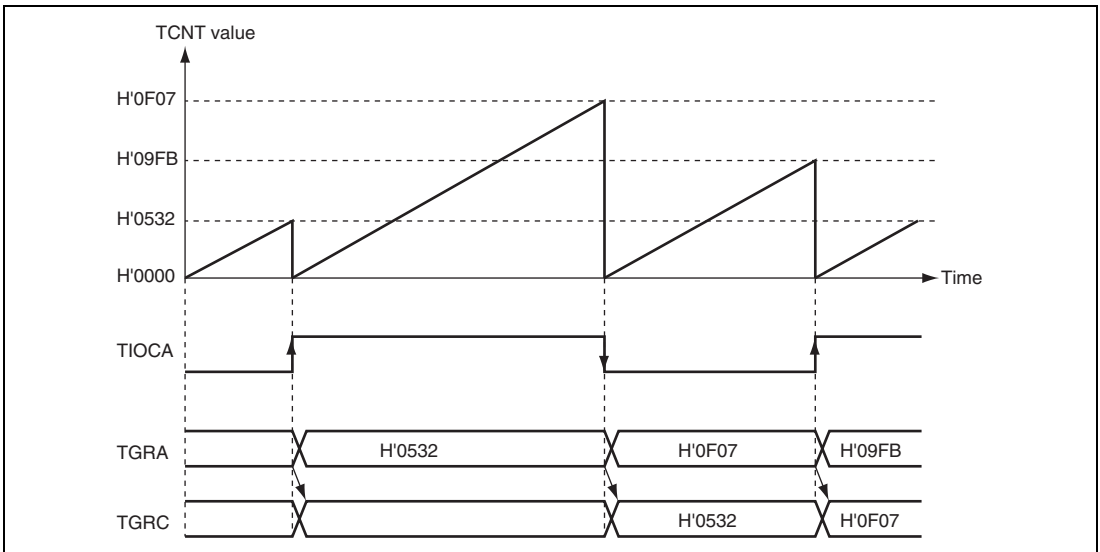 TCNT value
H'0F07
H'09FB
H'0532
H'0000
Time
TIOCA
TGRA
H'0532
H'0F07
H'09FB
TGRC
H'0532
H'0F07